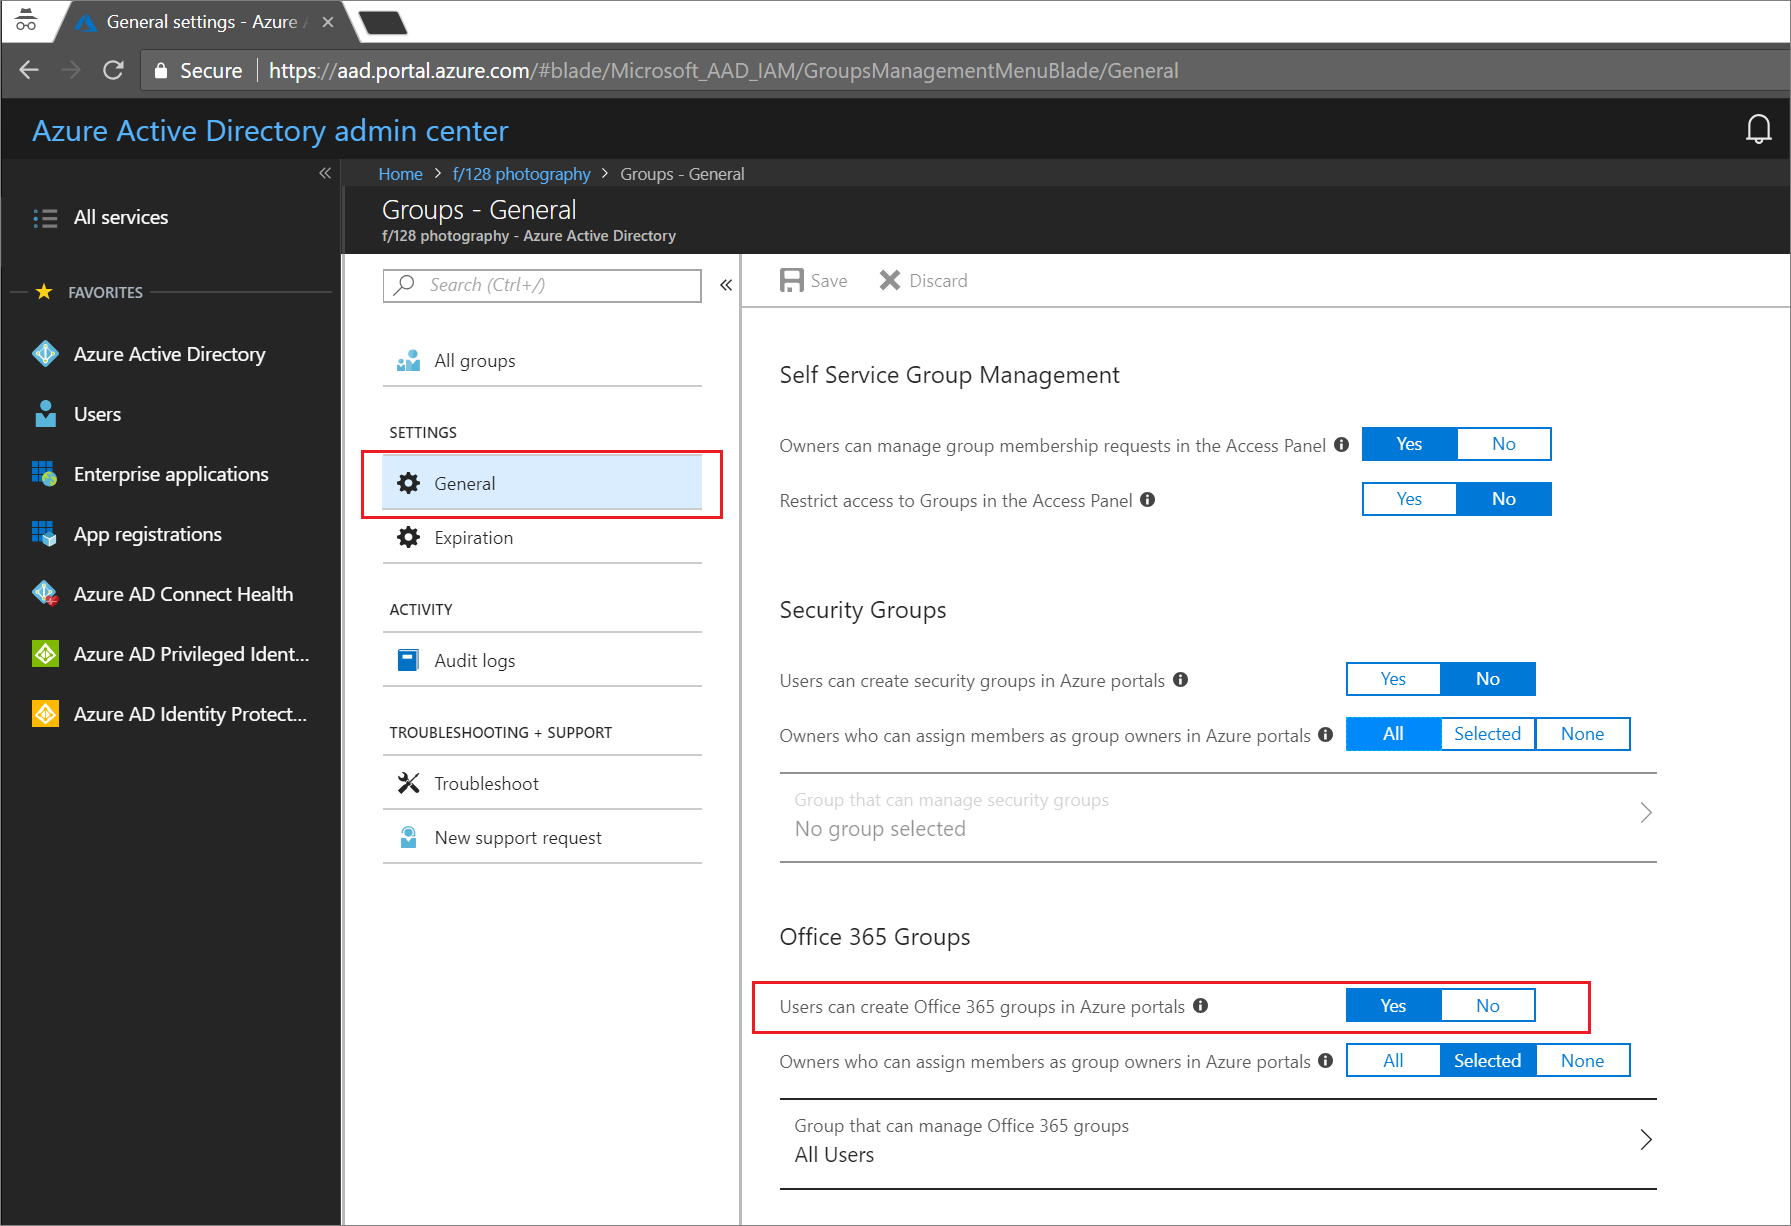 General settings - Azure A
Secure https://aad.portal.azure.com/#blade/Microsoft_AAD_IAM/GroupsManagementMenuBlade/General
Azure Active Directory admin center
All services
FAVORITES
Azure Active Directory
Users
Enterprise applications
App registrations
Azure AD Connect Health
Azure AD Privileged Ident...
Azure AD Identity Protect...
Home > f/128 photography > Groups - General
Groups - General
f/128 photography - Azure Active Directory
Search (Ctrl+/)
All groups
SETTINGS
General
Expiration
ACTIVITY
Audit logs
TROUBLESHOOTING + SUPPORT
Troubleshoot
New support request
Save Discard
Self Service Group Management
Owners can manage group membership requests in the Access Panel Yes No
Restrict access to Groups in the Access Panel Yes No
Security Groups
Users can create security groups in Azure portals Yes No
Owners who can assign members as group owners in Azure portals All Selected None
Group that can manage security groups
No group selected
Office 365 Groups
Users can create Office 365 groups in Azure portals Yes No
Owners who can assign members as group owners in Azure portals All Selected None
Group that can manage Office 365 groups
All Users